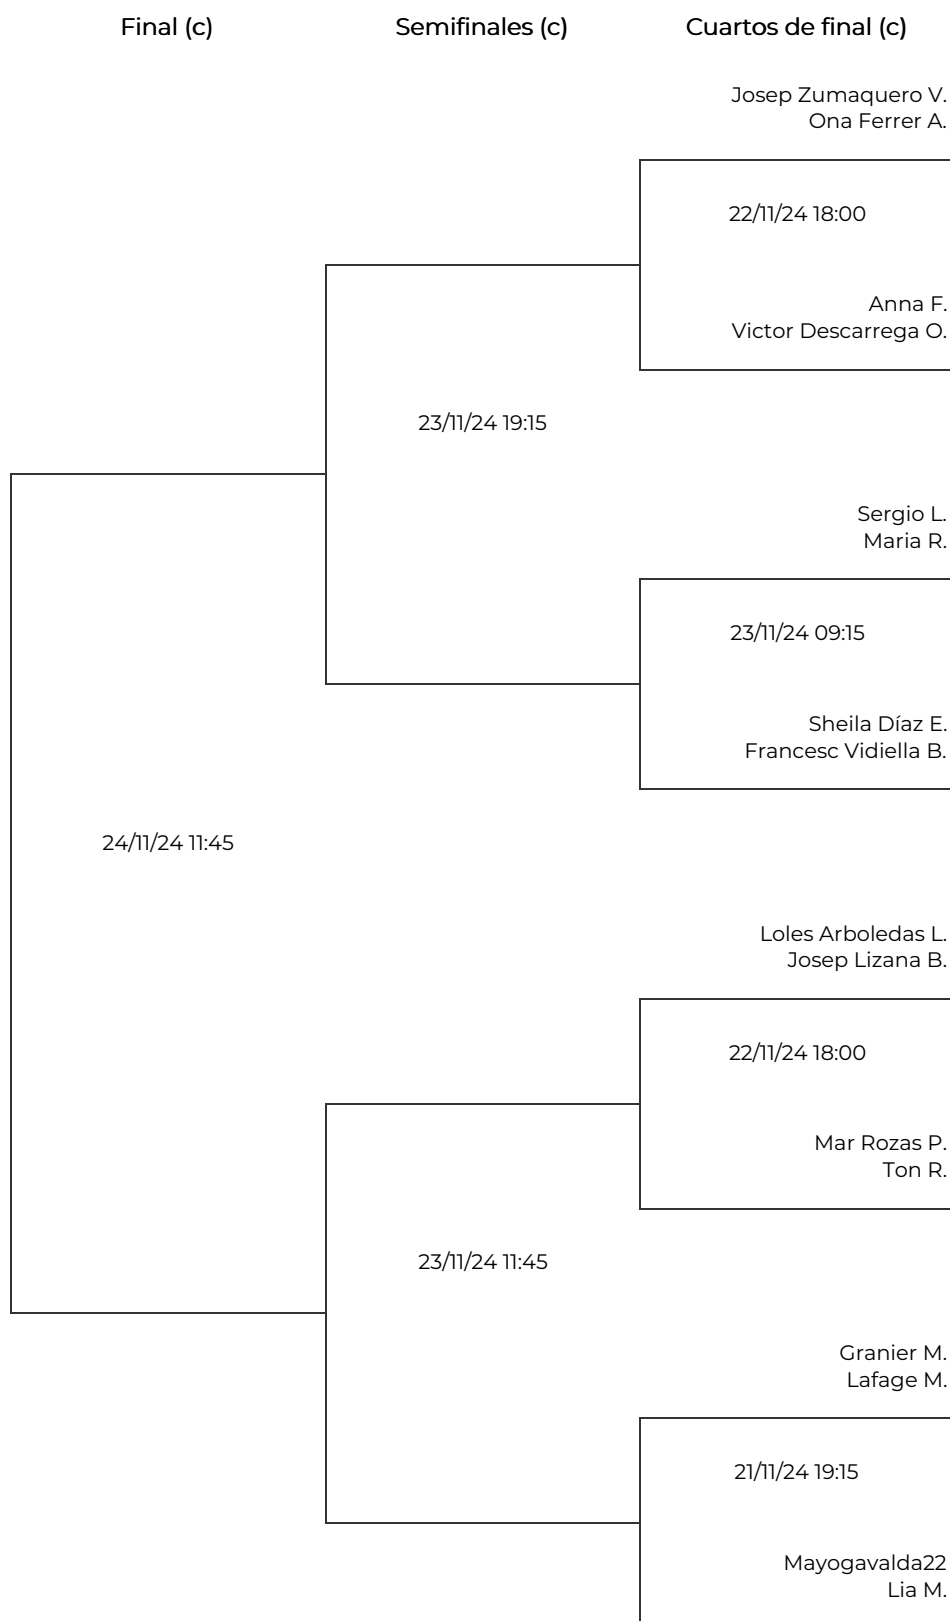 Final (c)
Semifinales (c)
Cuartos de final (c)
Josep Zumaquero V.
Ona Ferrer A.
22/11/24 18:00
Anna F.
Victor Descarrega O.
23/11/24 19:15
Sergio L.
Maria R.
23/11/24 09:15
Sheila Díaz E.
Francesc Vidiella B.
24/11/24 11:45
Loles Arboledas L.
Josep Lizana B.
22/11/24 18:00
Mar Rozas P.
Ton R.
23/11/24 11:45
Granier M.
Lafage M.
21/11/24 19:15
Mayogavalda22
Lia M.